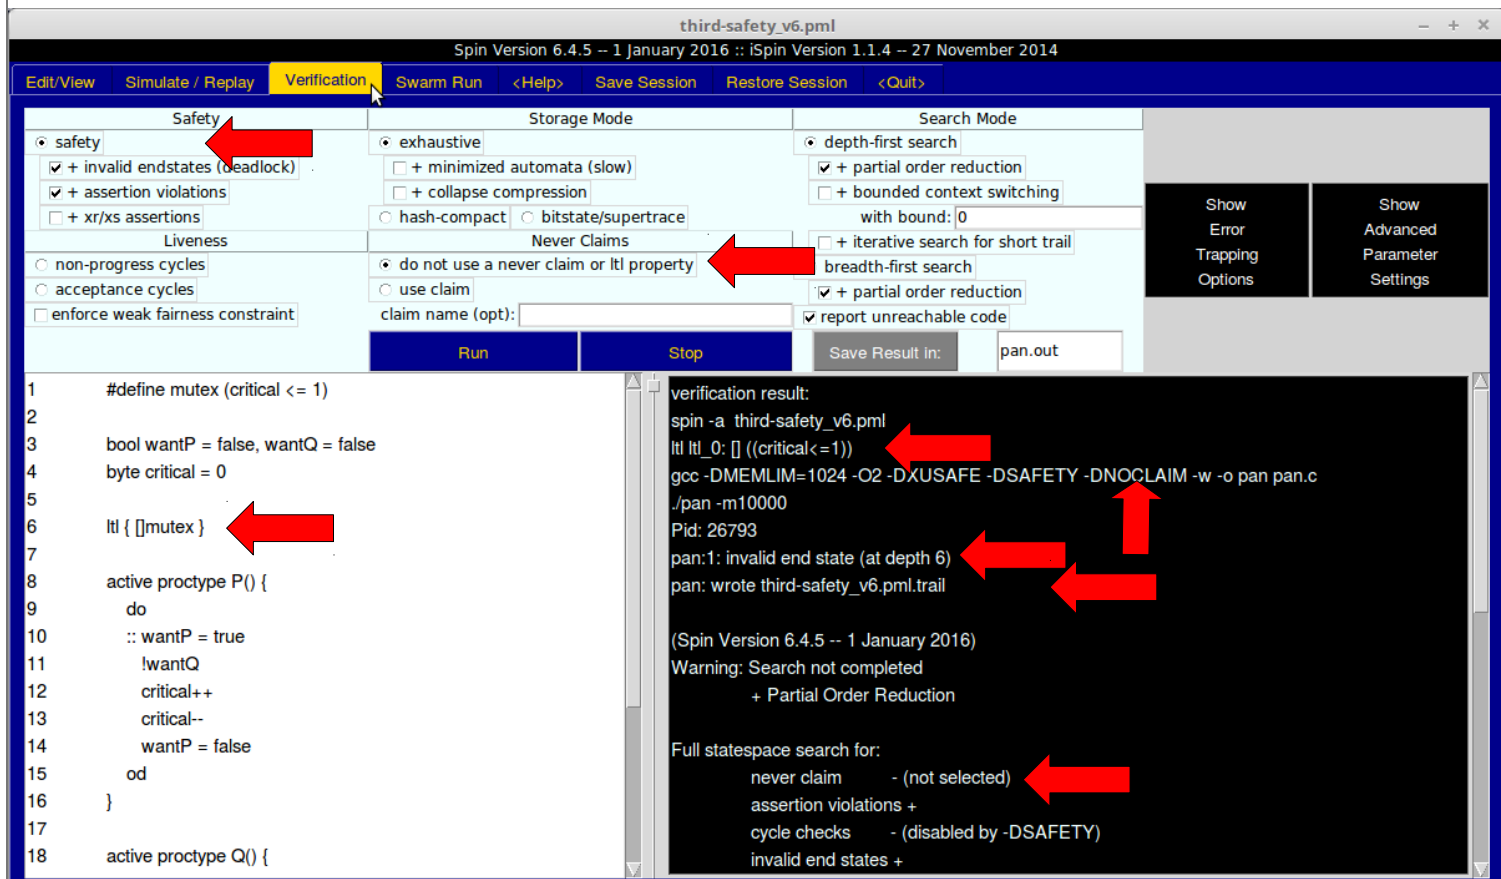 third-safety_v6.pml
Spin Version 6.4.5 -- 1 January 2016 :: iSpin Version 1.1.4 -- 27 November 2014
Edit/View Simulate / Replay Verification Swarm Run <Help> Save Session Restore Session <Quit>
Safety
safety
+ invalid endstates (deadlock)
+ assertion violations
+ xr/xs assertions
Liveness
non-progress cycles
acceptance cycles
enforce weak fairness constraint
Storage Mode
exhaustive
+ minimized automata (slow)
+ collapse compression
hash-compact bitstate/supertrace
Never Claims
do not use a never claim or ltl property
use claim
claim name (opt):
Search Mode
depth-first search
+ partial order reduction
+ bounded context switching
with bound: 0
+ iterative search for short trail
breadth-first search
+ partial order reduction
report unreachable code
Show
Error
Trapping
Options
Show
Advanced
Parameter
Settings
Run Stop Save Result in: pan.out
1 #define mutex (critical <= 1)
2
3 bool wantP = false, wantQ = false
4 byte critical = 0
5
6 ltl { []mutex }
7
8 active proctype P() {
9 do
10 :: wantP = true
11 !wantQ
12 critical++
13 critical--
14 wantP = false
15 od
16 }
17
18 active proctype Q() {
verification result:
spin -a third-safety_v6.pml
ltl ltl_0: [] ((critical<=1))
gcc -DMEMLIM=1024 -O2 -DXUSAFE -DSAFETY -DNOCLAIM -w -o pan pan.c
./pan -m10000
Pid: 26793
pan:1: invalid end state (at depth 6)
pan: wrote third-safety_v6.pml.trail
(Spin Version 6.4.5 -- 1 January 2016)
Warning: Search not completed
+ Partial Order Reduction
Full statespace search for:
never claim - (not selected)
assertion violations +
cycle checks - (disabled by -DSAFETY)
invalid end states +